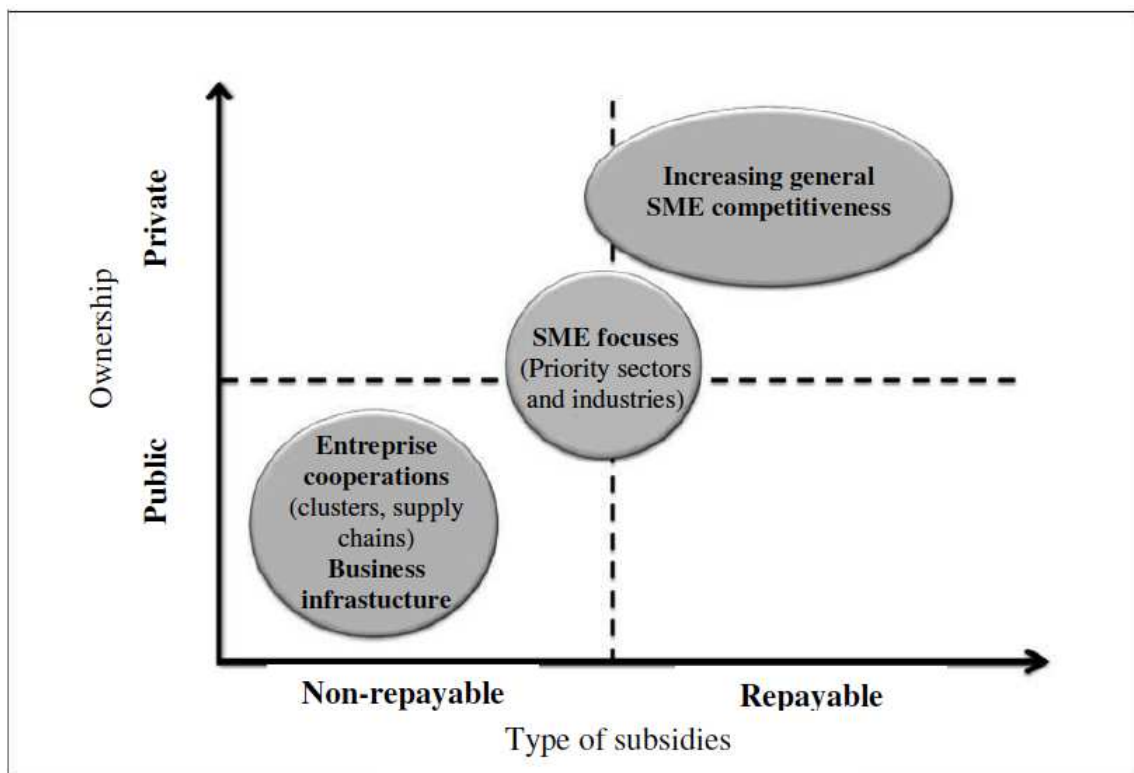 Increasing general
SME competitiveness
SME focuses
(Priority sectors
and industries)
Entreprise
cooperations
(clusters, supply
chains)
Business
infrastucture
Private
Public
Ownership
Non-repayable
Repayable
Type of subsidies